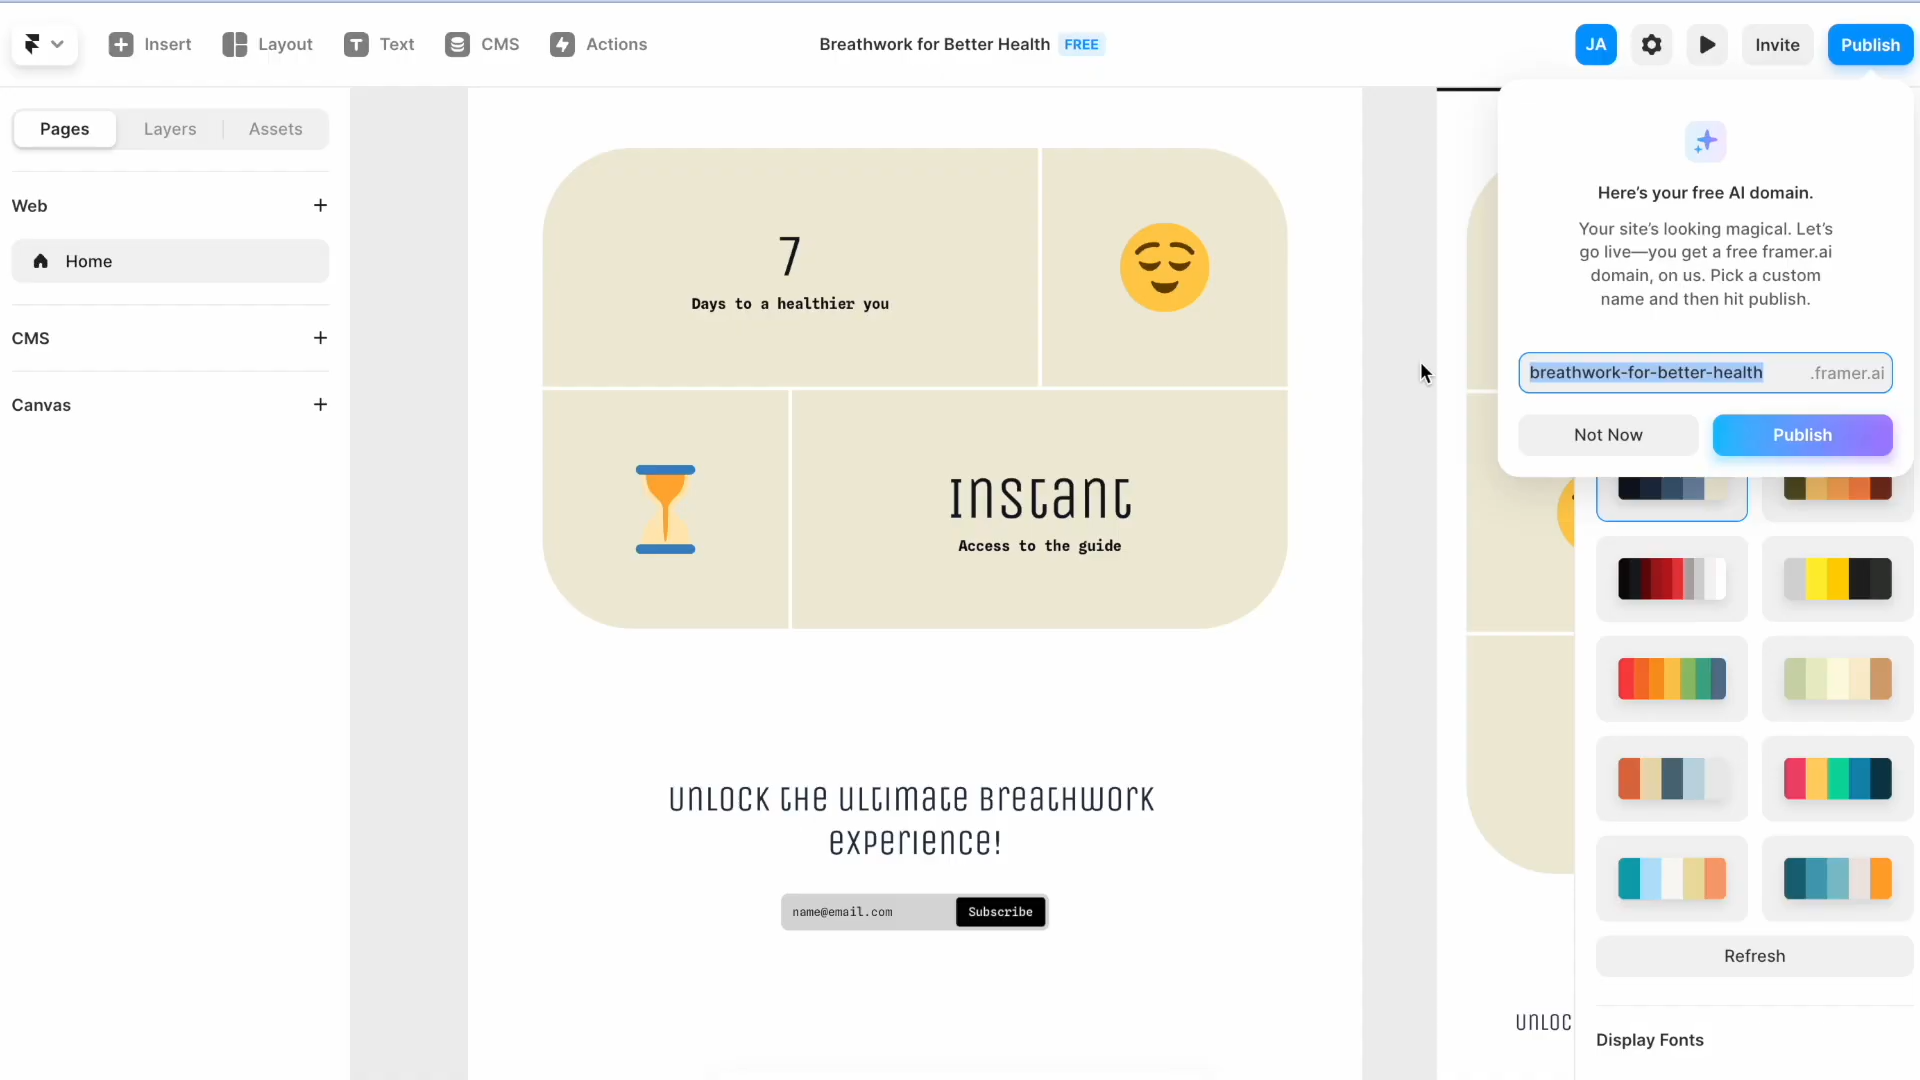 Insert
Layout
Text
CMS
Actions
Breathwork for Better Health FREE
JA
Invite
Publish
Pages
Layers
Assets
Web
Home
CMS
Canvas
7
Days to a healthier you
Instant
Access to the guide
Unlock the Ultimate Breathwork
Experience!
name@email.com
Subscribe
Here's your free AI domain.
Your site's looking magical. Let's
go live—you get a free framer.ai
domain, on us. Pick a custom
name and then hit publish.
breathwork-for-better-health .framer.ai
Not Now
Publish
Refresh
Unloc
Display Fonts